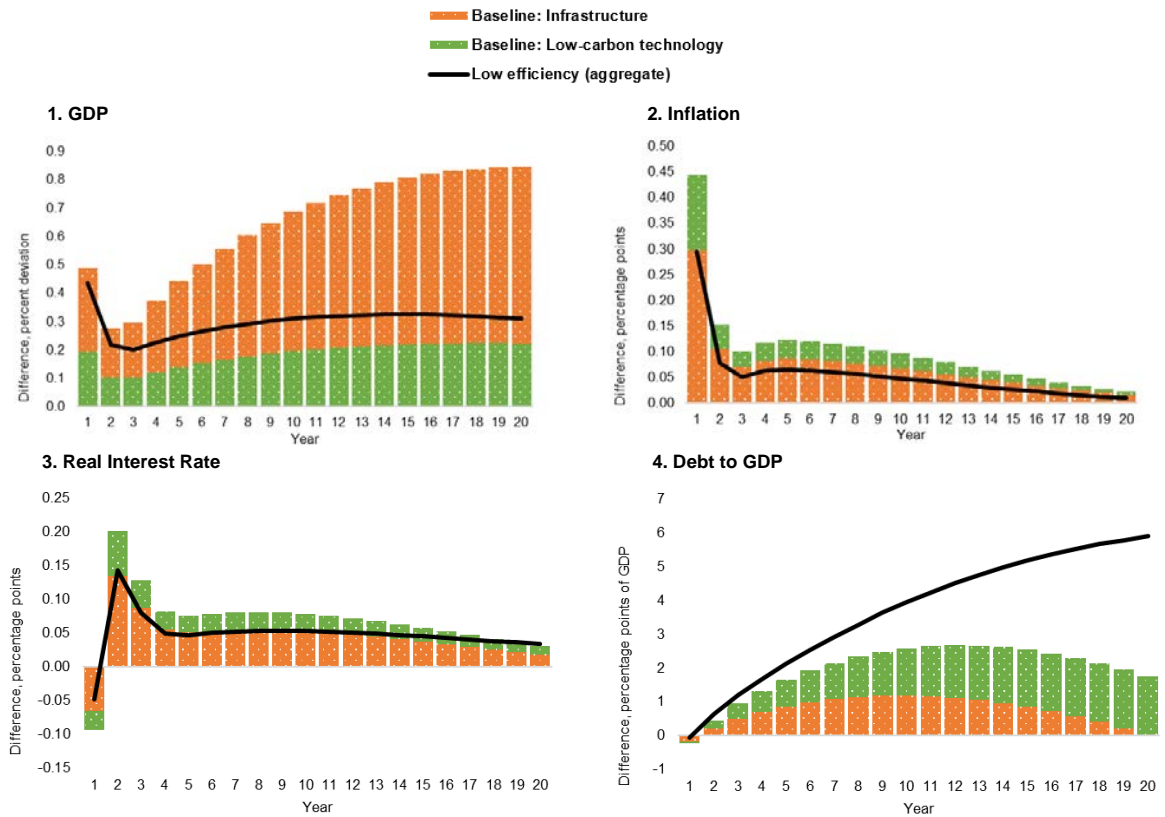 Baseline: Infrastructure
Baseline: Low-carbon technology
Low efficiency (aggregate)
1. GDP
Difference, percent deviation
0.9
0.8
0.7
0.6
0.5
0.4
0.3
0.2
0.1
0.0
1 2 3 4 5 6 7 8 9 10 11 12 13 14 15 16 17 18 19 20
Year
2. Inflation
Difference, percentage points
0.50
0.45
0.40
0.35
0.30
0.25
0.20
0.15
0.10
0.05
0.00
1 2 3 4 5 6 7 8 9 10 11 12 13 14 15 16 17 18 19 20
Year
3. Real Interest Rate
Difference, percentage points
0.25
0.20
0.15
0.10
0.05
0.00
-0.05
-0.10
-0.15
1 2 3 4 5 6 7 8 9 10 11 12 13 14 15 16 17 18 19 20
Year
4. Debt to GDP
Difference, percentage points of GDP
7
6
5
4
3
2
1
0
-1
1 2 3 4 5 6 7 8 9 10 11 12 13 14 15 16 17 18 19 20
Year